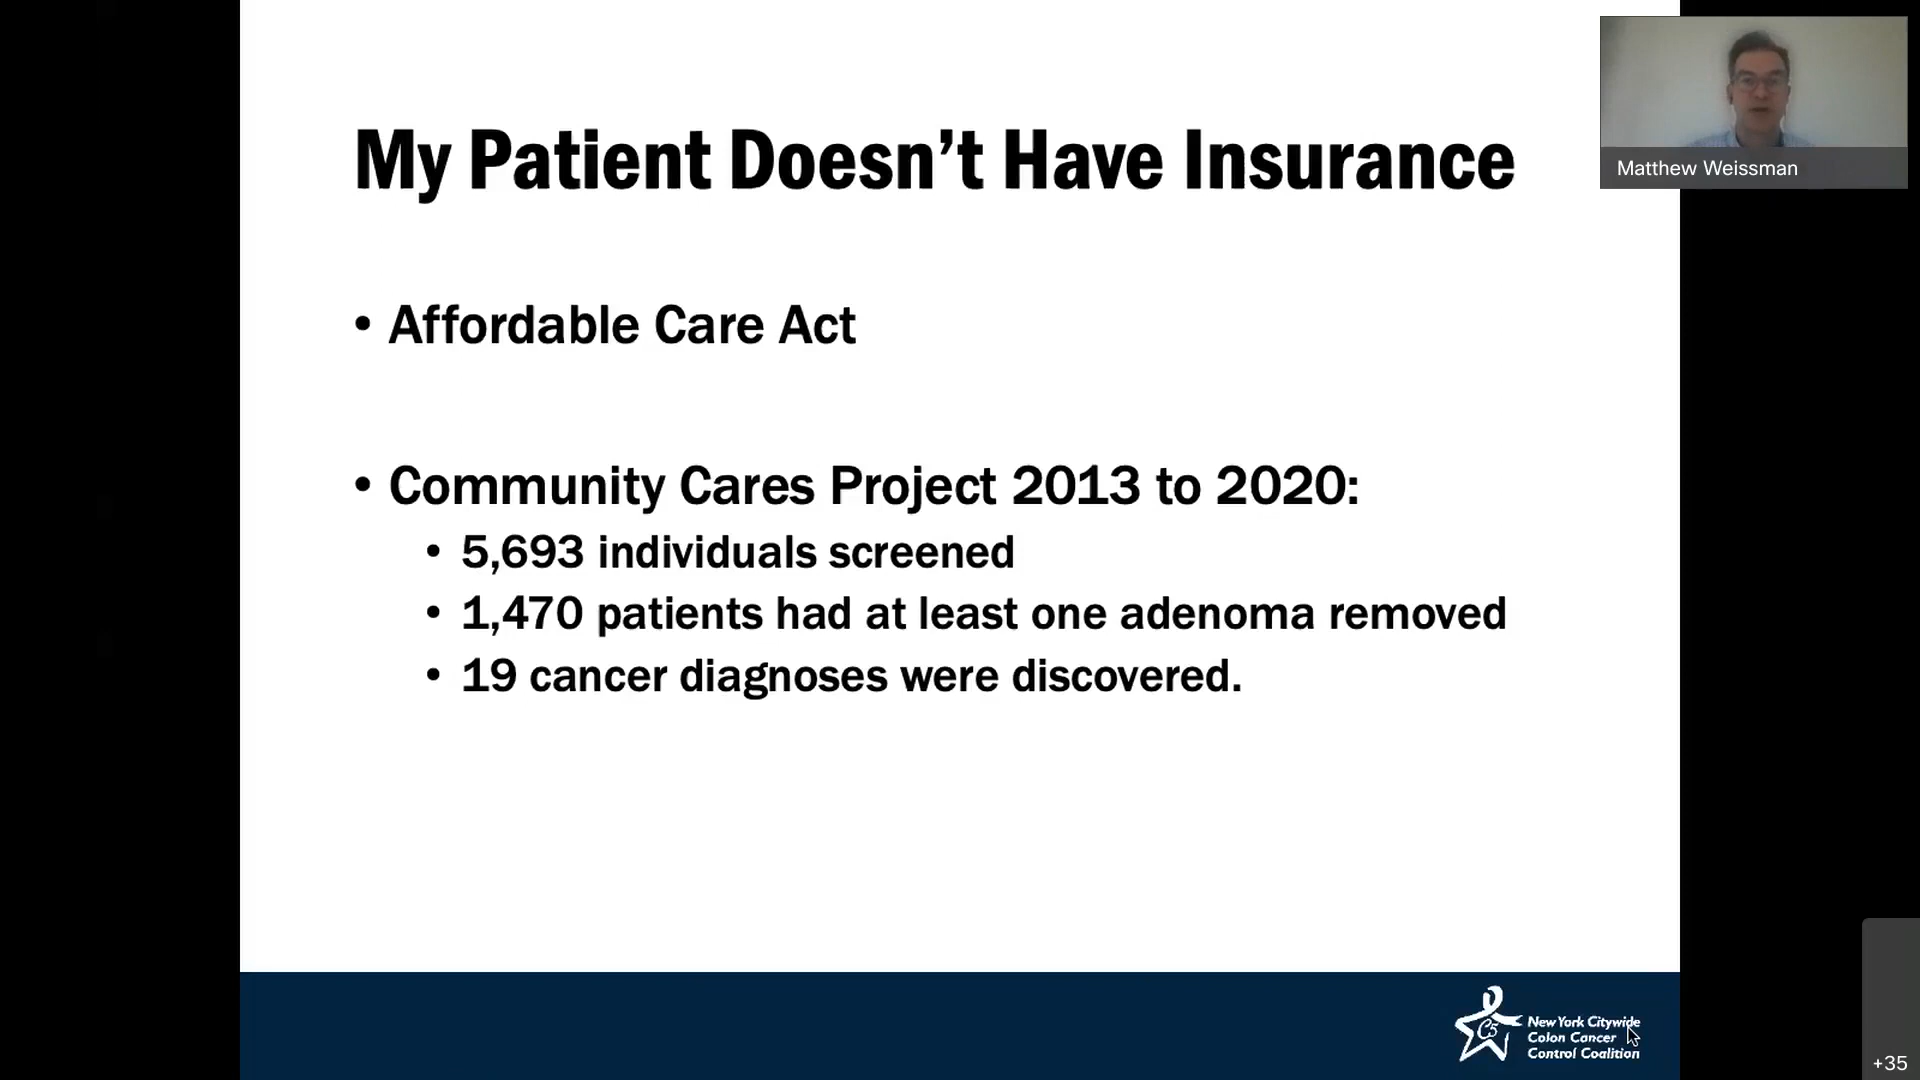 My Patient Doesn’t Have Insurance
Matthew Weissman
• Affordable Care Act
• Community Cares Project 2013 to 2020:
• 5,693 individuals screened
• 1,470 patients had at least one adenoma removed
• 19 cancer diagnoses were discovered.
C5
New York Citywide
Colon Cancer
Control Coalition
+35